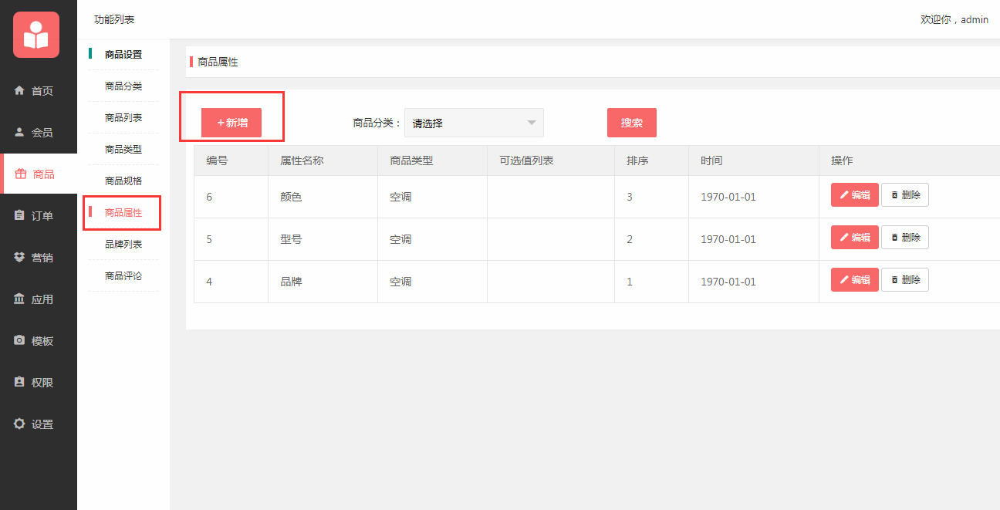 功能列表
欢迎你，admin
首页
会员
商品
订单
营销
应用
模板
权限
设置
商品设置
商品分类
商品列表
商品类型
商品规格
商品属性
品牌列表
商品评论
商品属性
+新增 商品分类： 请选择 搜索
编号 属性名称 商品类型 可选值列表 排序 时间 操作
6 颜色 空调 3 1970-01-01 编辑 删除
5 型号 空调 2 1970-01-01 编辑 删除
4 品牌 空调 1 1970-01-01 编辑 删除